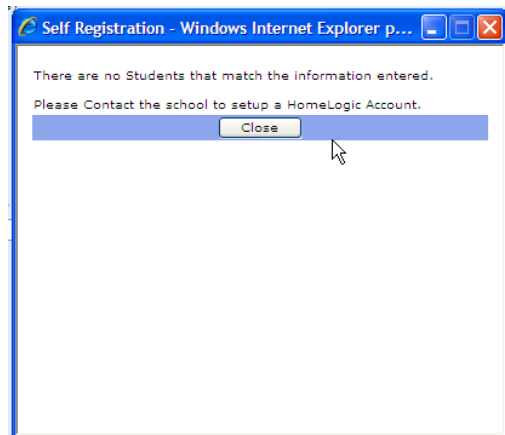 Self Registration - Windows Internet Explorer p...
There are no Students that match the information entered.
Please Contact the school to setup a HomeLogic Account.
Close